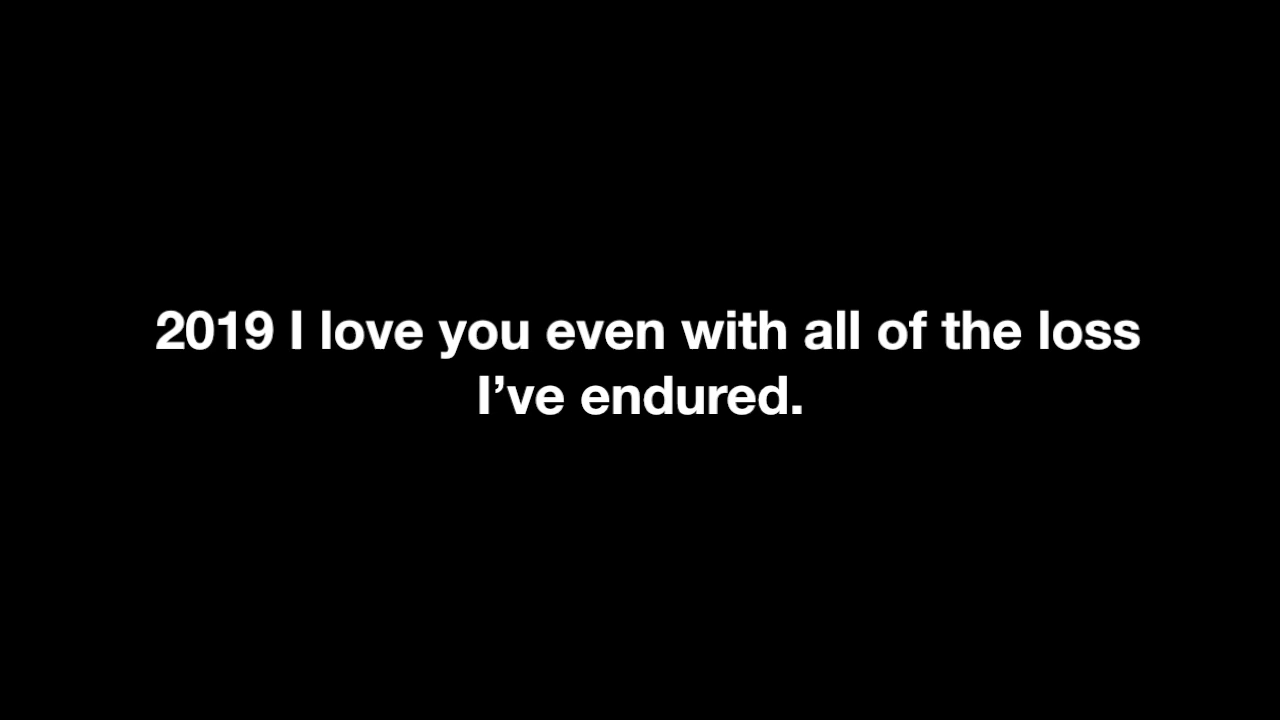 2019 I love you even with all of the loss
I’ve endured.